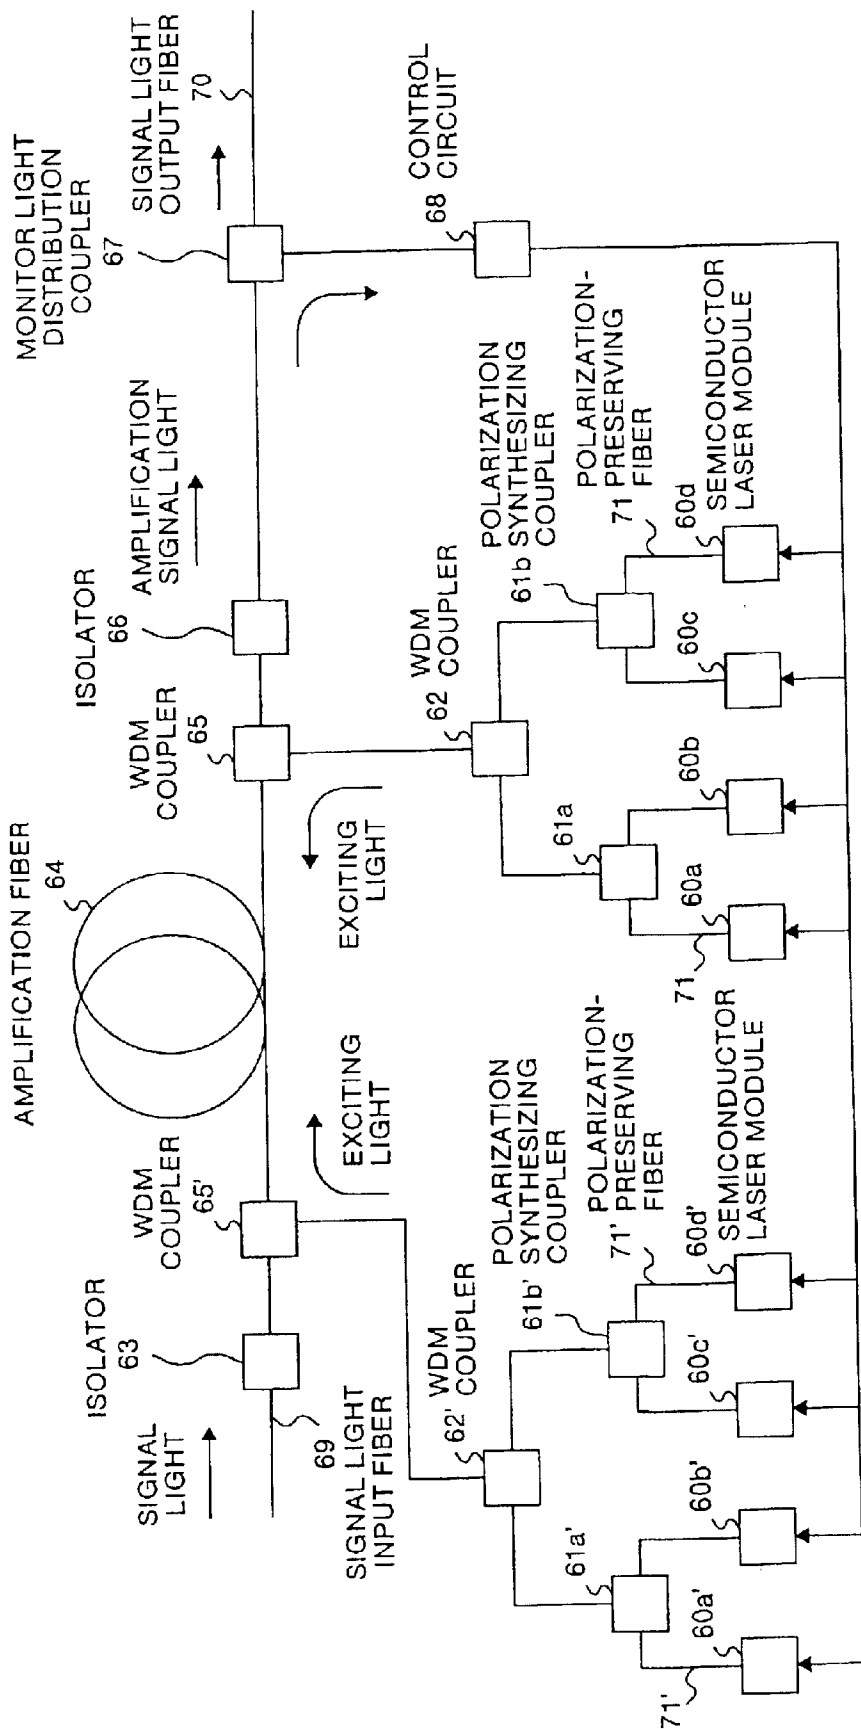 SIGNAL
LIGHT
ISOLATOR
63
69
SIGNAL LIGHT
INPUT FIBER
WDM
COUPLER
65'
AMPLIFICATION FIBER
64
EXCITING
LIGHT
EXCITING
LIGHT
WDM
COUPLER
65
ISOLATOR
66
AMPLIFICATION
SIGNAL LIGHT
MONITOR LIGHT
DISTRIBUTION
COUPLER
67
SIGNAL LIGHT
OUTPUT FIBER
70
68
CONTROL
CIRCUIT
62'
WDM
COUPLER
61a'
61b'
POLARIZATION
SYNTHESIZING
COUPLER
POLARIZATION-
PRESERVING
FIBER
71'
71'
60a'
60b'
60c'
60d'
SEMICONDUCTOR
LASER MODULE
62
WDM
COUPLER
61a
61b
POLARIZATION
SYNTHESIZING
COUPLER
POLARIZATION-
PRESERVING
FIBER
71
71
60a
60b
60c
60d
SEMICONDUCTOR
LASER MODULE